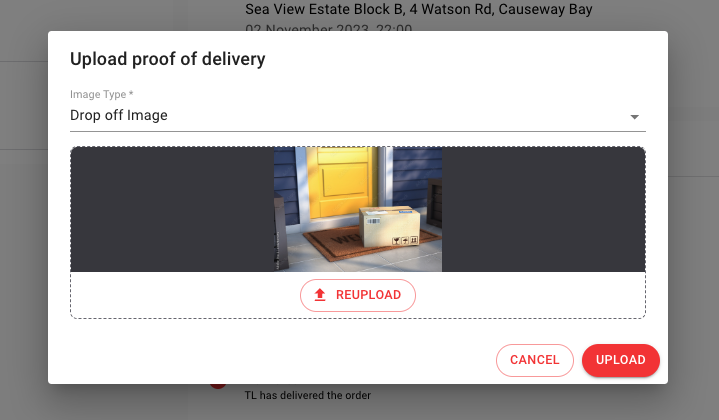 Sea View Estate Block B, 4 Watson Rd, Causeway Bay
02 November 2023, 22:00
Upload proof of delivery
Image Type *
Drop off Image
REUPLOAD
CANCEL
UPLOAD
TL has delivered the order